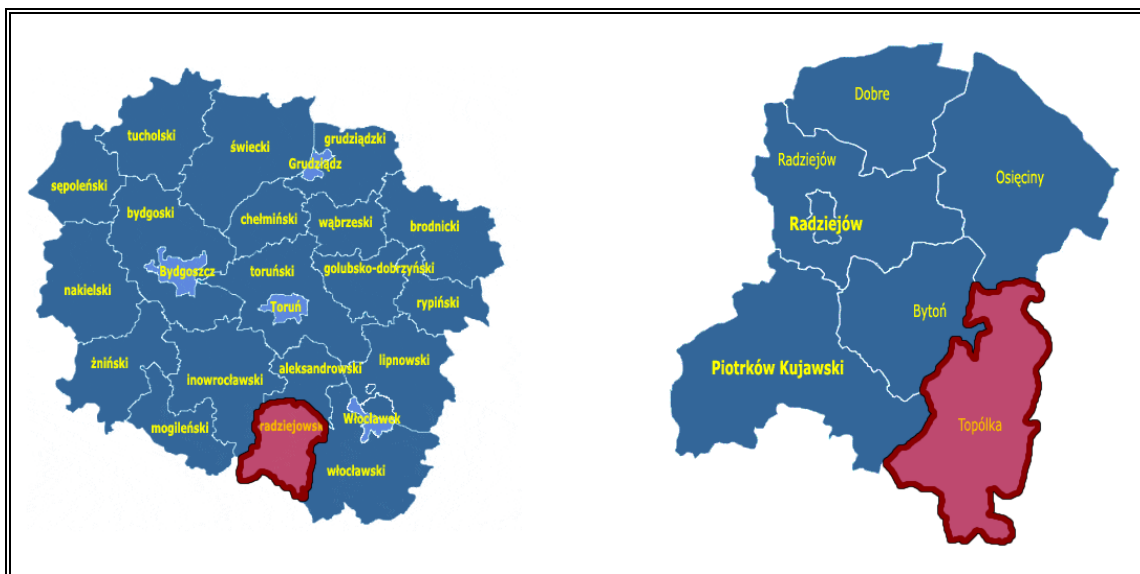 tucholski
świecki
grudziądzki
Grudziądz
sępoleński
bydgoski
chełmiński
wąbrzeski
brodnicki
nakielski
Bydgoszcz
toruński
golubsko-dobrzyński
Toruń
rypiński
żniński
inowrocławski
aleksandrowski
lipnowski
mogileński
radziejowsk
Włocławek
włocławski
Dobre
Radziejów
Osięciny
Radziejów
Bytoń
Piotrków Kujawski
Topólka